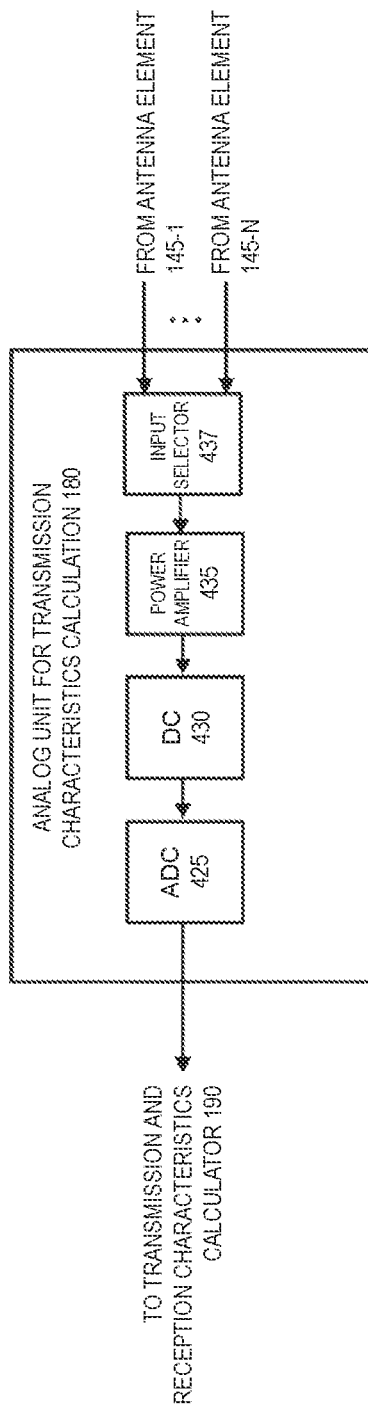 ANALOG UNIT FOR TRANSMISSION
CHARACTERISTICS CALCULATION 180
TO TRANSMISSION AND
RECEPTION CHARACTERISTICS
CALCULATOR 190
ADC
425
DC
430
POWER
AMPLIFIER
435
INPUT
SELECTOR
437
FROM ANTENNA ELEMENT
145-1
FROM ANTENNA ELEMENT
145-N